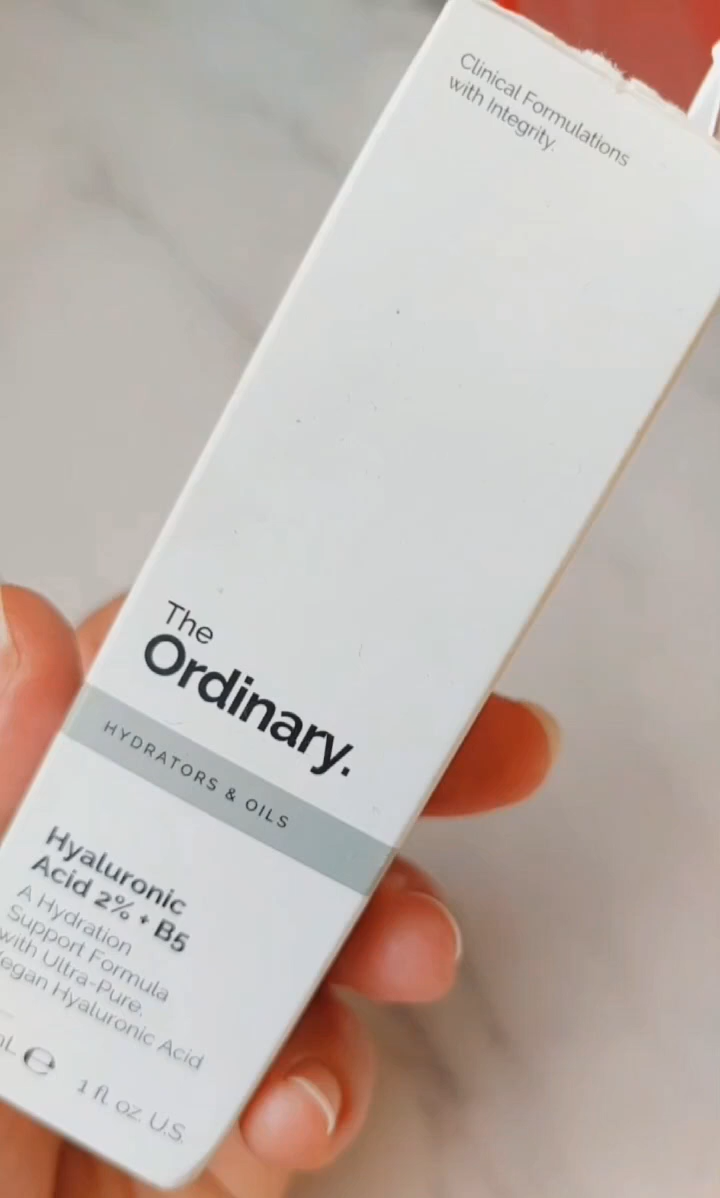 Clinical Formulations
with Integrity.
The
Ordinary.
HYDRATORS & OILS
Hyaluronic
Acid 2% + B5
A Hydration
Support Formula
with Ultra-Pure,
Vegan Hyaluronic Acid
℮ 1 fl. oz. U.S.